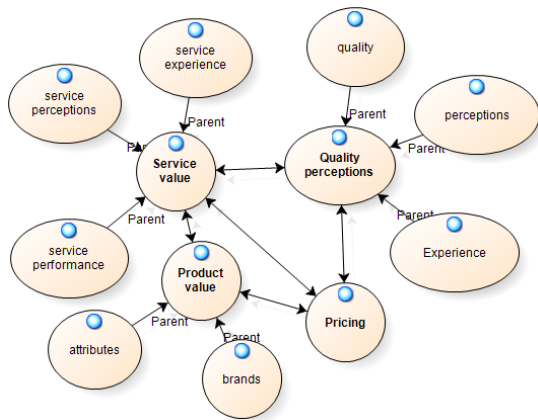 service
experience
quality
service
perceptions
perceptions
Parent
Parent
Parent
Parent
Service
value
Quality
perceptions
Parent
Parent
service
performance
Experience
Product
value
Parent
Parent
Pricing
attributes
brands